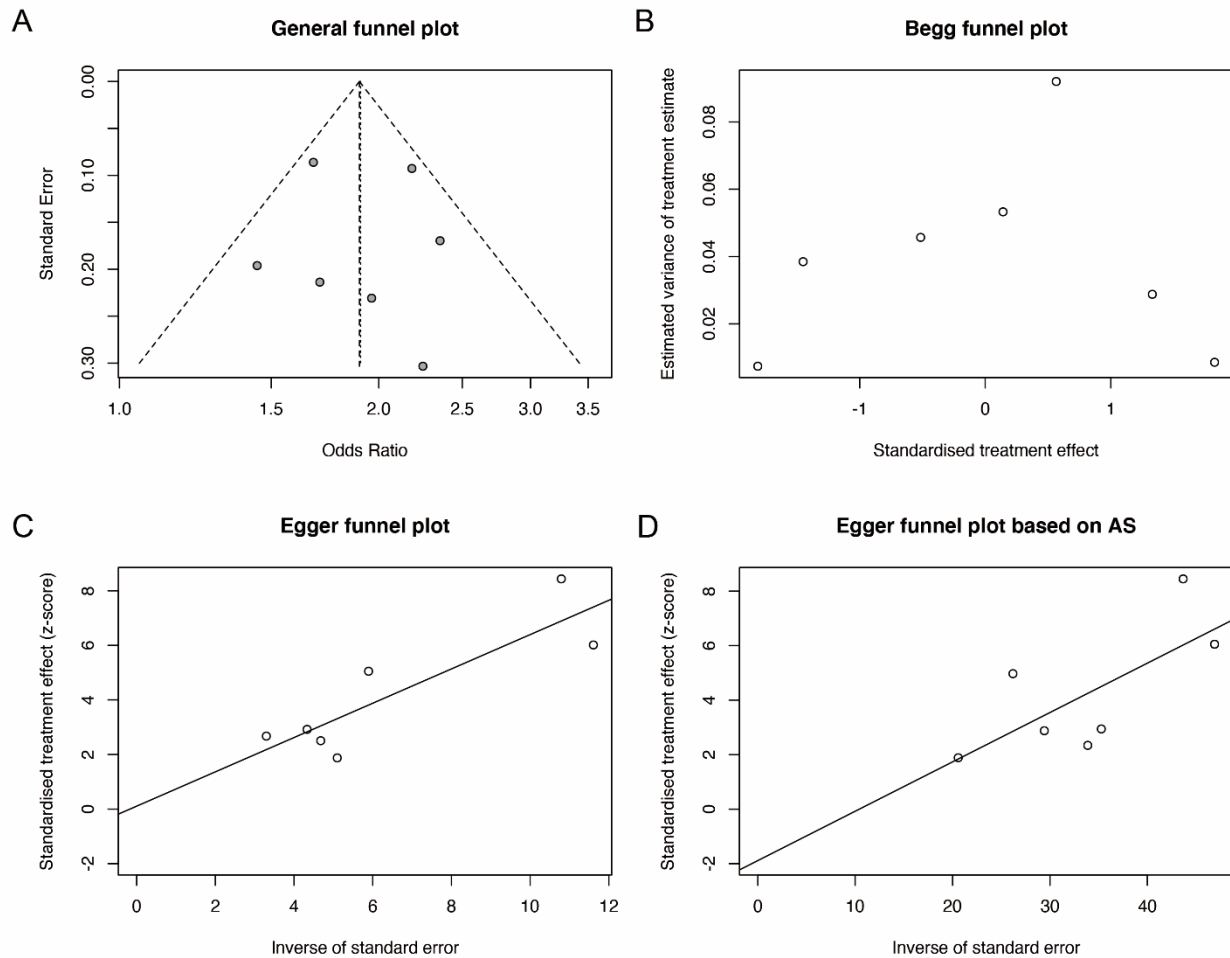 A
General funnel plot
Standard Error
0.00
0.10
0.20
0.30
1.0 1.5 2.0 2.5 3.0 3.5
Odds Ratio
B
Begg funnel plot
Estimated variance of treatment estimate
0.08
0.06
0.04
0.02
-1 0 1
Standardised treatment effect
C
Egger funnel plot
Standardised treatment effect (z-score)
8
6
4
2
0
-2
0 2 4 6 8 10 12
Inverse of standard error
D
Egger funnel plot based on AS
Standardised treatment effect (z-score)
8
6
4
2
0
-2
0 10 20 30 40
Inverse of standard error